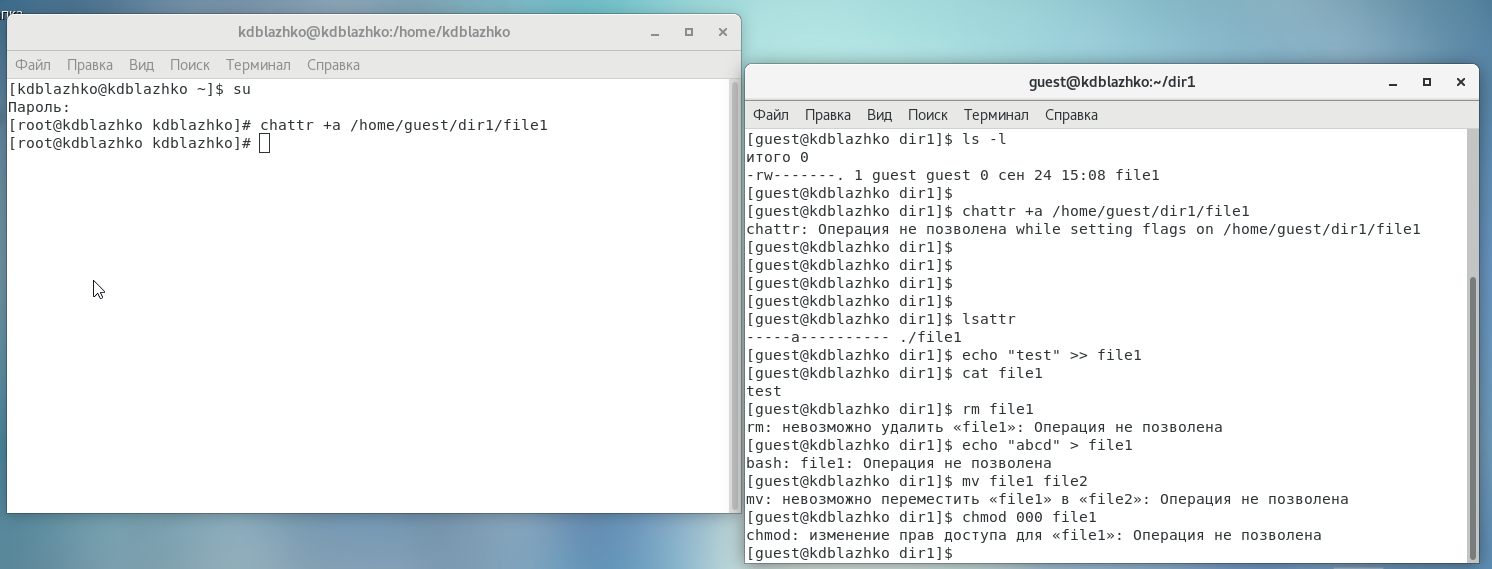 kdblazhko@kdblazhko:/home/kdblazhko
Файл Правка Вид Поиск Терминал Справка
[kdblazhko@kdblazhko ~]$ su
Пароль:
[root@kdblazhko kdblazhko]# chattr +a /home/guest/dir1/file1
[root@kdblazhko kdblazhko]#
guest@kdblazhko:~/dir1
Файл Правка Вид Поиск Терминал Справка
[guest@kdblazhko dir1]$ ls -l
итого 0
-rw-------. 1 guest guest 0 сен 24 15:08 file1
[guest@kdblazhko dir1]$
[guest@kdblazhko dir1]$ chattr +a /home/guest/dir1/file1
chattr: Операция не позволена while setting flags on /home/guest/dir1/file1
[guest@kdblazhko dir1]$
[guest@kdblazhko dir1]$
[guest@kdblazhko dir1]$
[guest@kdblazhko dir1]$
[guest@kdblazhko dir1]$ lsattr
-----a---------- ./file1
[guest@kdblazhko dir1]$ echo "test" >> file1
[guest@kdblazhko dir1]$ cat file1
test
[guest@kdblazhko dir1]$ rm file1
rm: невозможно удалить «file1»: Операция не позволена
[guest@kdblazhko dir1]$ echo "abcd" > file1
bash: file1: Операция не позволена
[guest@kdblazhko dir1]$ mv file1 file2
mv: невозможно переместить «file1» в «file2»: Операция не позволена
[guest@kdblazhko dir1]$ chmod 000 file1
chmod: изменение прав доступа для «file1»: Операция не позволена
[guest@kdblazhko dir1]$